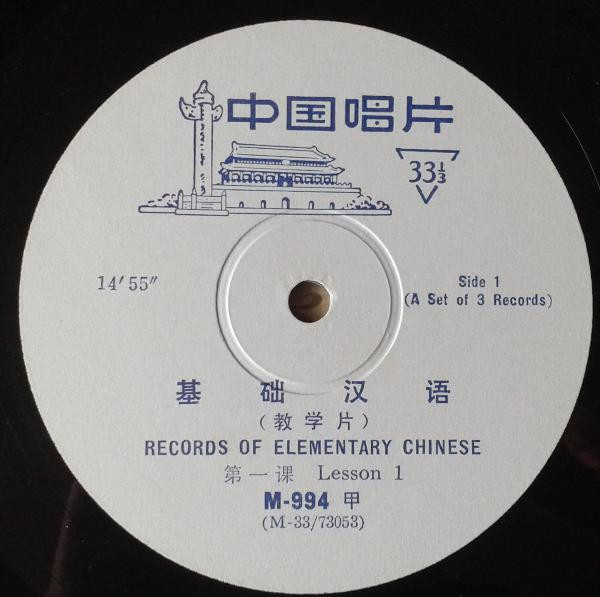 中国唱片
33⅓
14′55″
Side 1
(A Set of 3 Records)
基础汉语
(教学片)
RECORDS OF ELEMENTARY CHINESE
第一课 Lesson 1
M-994 甲
(M-33/73053)